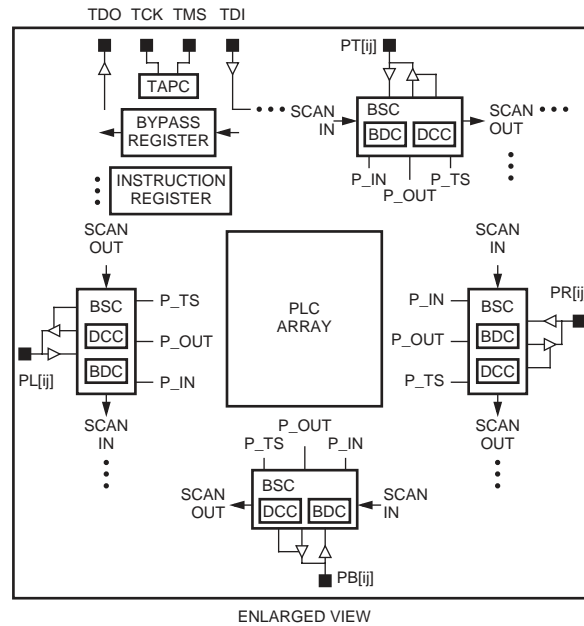 TDO TCK TMS TDI
PT[ij]
TAPC
BYPASS
REGISTER
SCAN
IN
BSC
BDC DCC
SCAN
OUT
P_IN P_OUT P_TS
INSTRUCTION
REGISTER
SCAN
OUT
BSC
DCC
BDC
P_TS
P_OUT
P_IN
PL[ij]
SCAN
IN
PLC
ARRAY
SCAN
IN
P_IN
P_OUT
P_TS
BSC
BDC
DCC
PR[ij]
SCAN
OUT
P_TS P_OUT P_IN
SCAN
OUT
BSC
DCC BDC
SCAN
IN
PB[ij]
ENLARGED VIEW